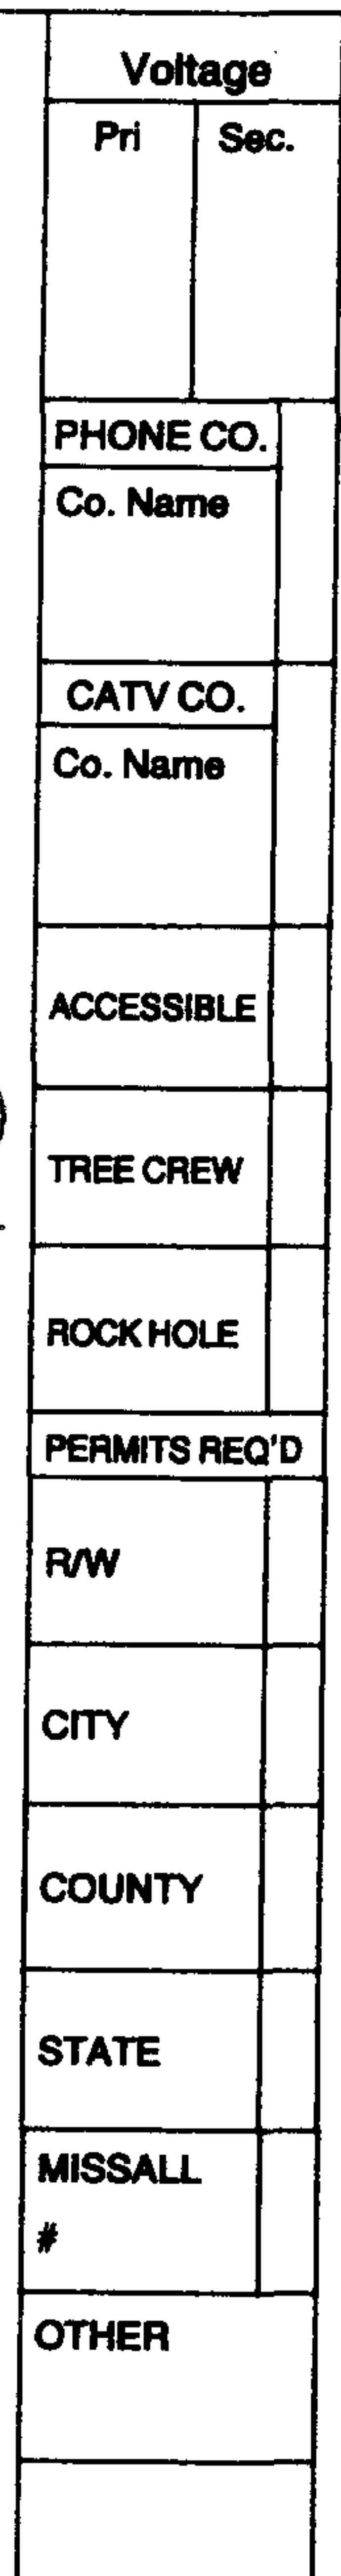 Voltage
Pri Sec.
PHONE CO.
Co. Name
CATV CO.
Co. Name
ACCESSIBLE
TREE CREW
ROCK HOLE
PERMITS REQ'D
R/W
CITY
COUNTY
STATE
MISSALL
#
OTHER